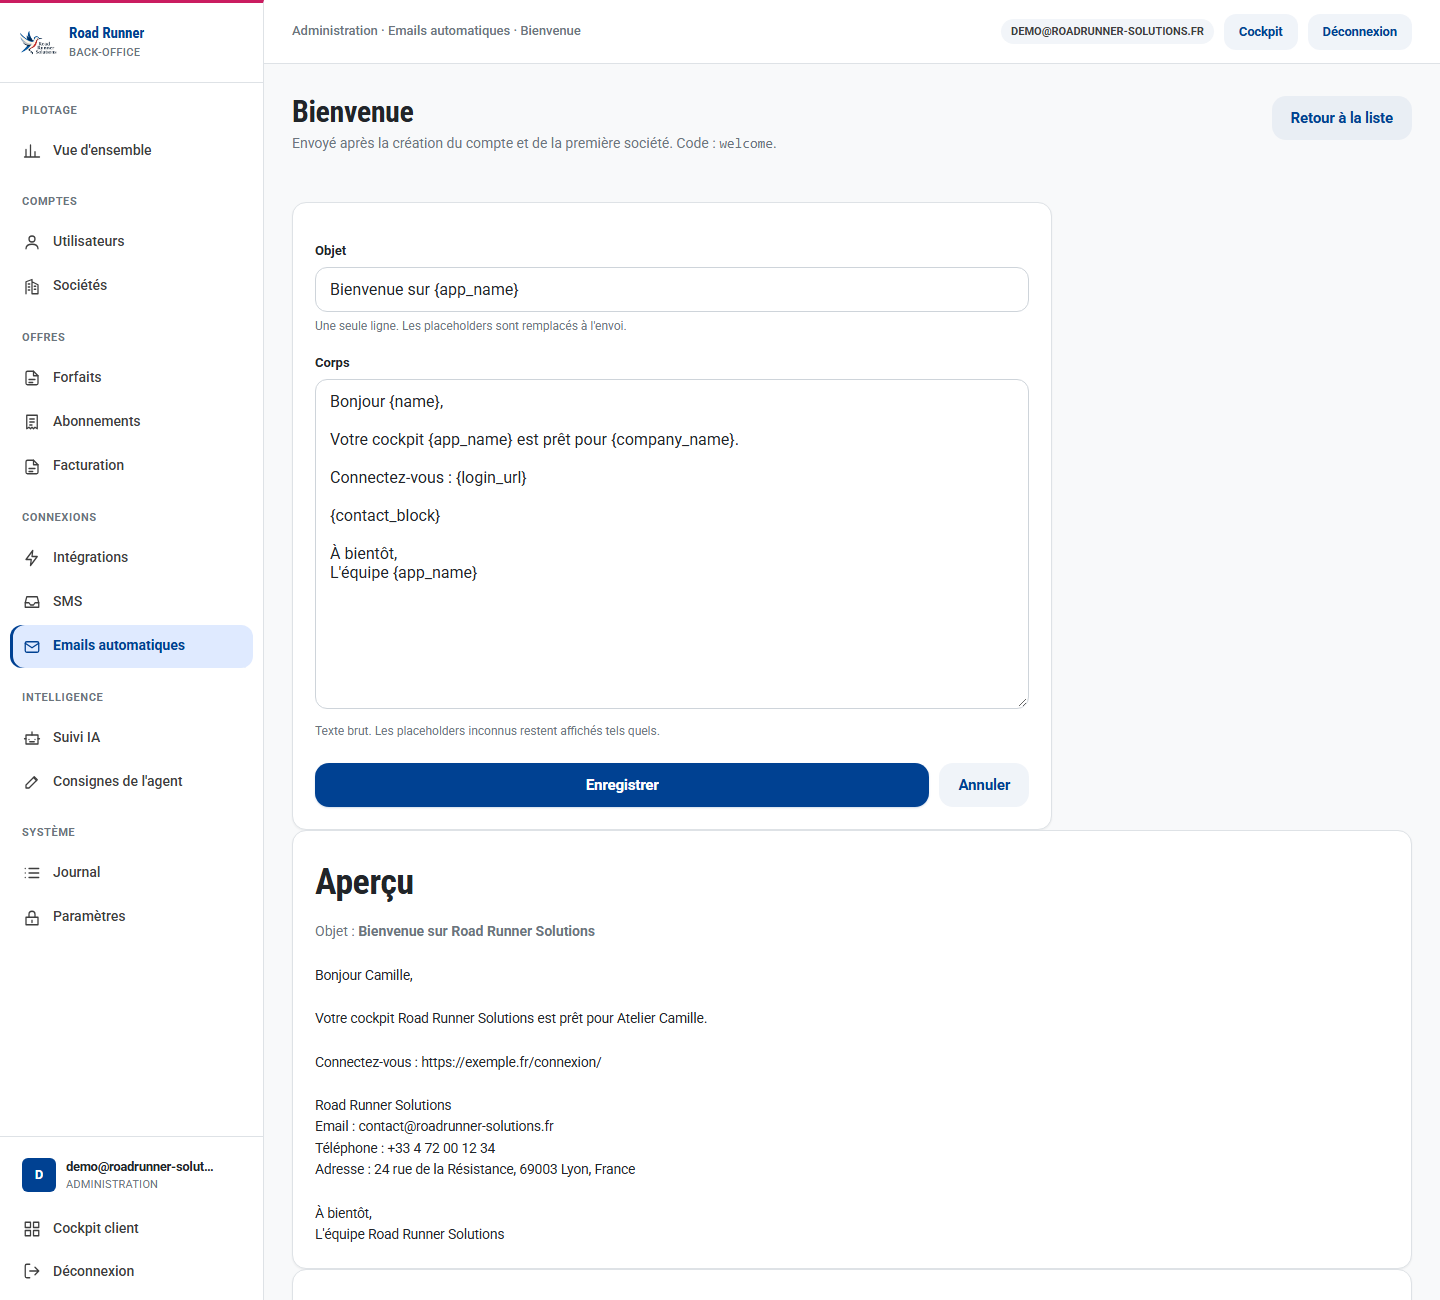 Road Runner Solutions
Road Runner
BACK-OFFICE
PILOTAGE
Vue d'ensemble
COMPTES
Utilisateurs
Sociétés
OFFRES
Forfaits
Abonnements
Facturation
CONNEXIONS
Intégrations
SMS
Emails automatiques
INTELLIGENCE
Suivi IA
Consignes de l'agent
SYSTÈME
Journal
Paramètres
D
demo@roadrunner-solut...
ADMINISTRATION
Cockpit client
Déconnexion
Administration · Emails automatiques · Bienvenue
DEMO@ROADRUNNER-SOLUTIONS.FR
Cockpit
Déconnexion
Bienvenue
Envoyé après la création du compte et de la première société. Code : welcome.
Retour à la liste
Objet
Bienvenue sur {app_name}
Une seule ligne. Les placeholders sont remplacés à l'envoi.
Corps
Bonjour {name},
Votre cockpit {app_name} est prêt pour {company_name}.
Connectez-vous : {login_url}
{contact_block}
À bientôt,
L'équipe {app_name}
Texte brut. Les placeholders inconnus restent affichés tels quels.
Enregistrer
Annuler
Aperçu
Objet : Bienvenue sur Road Runner Solutions
Bonjour Camille,
Votre cockpit Road Runner Solutions est prêt pour Atelier Camille.
Connectez-vous : https://exemple.fr/connexion/
Road Runner Solutions
Email : contact@roadrunner-solutions.fr
Téléphone : +33 4 72 00 12 34
Adresse : 24 rue de la Résistance, 69003 Lyon, France
À bientôt,
L'équipe Road Runner Solutions